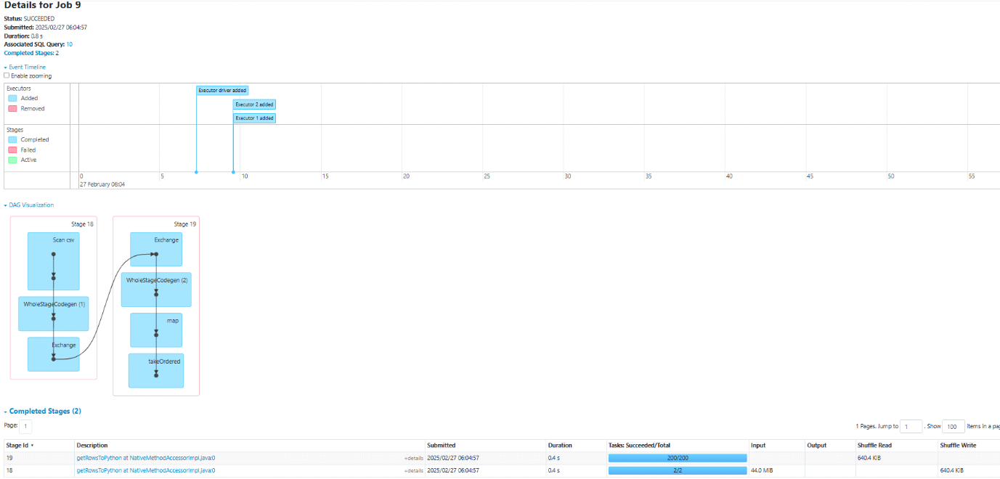 Details for Job 9
Status: SUCCEEDED
Submitted: 2025/02/27 06:04:57
Duration: 0.8 s
Associated SQL Query: 10
Completed Stages: 2
Event Timeline
Enable zooming
Executors
Added
Removed
Executor driver added
Executor 2 added
Executor 1 added
Stages
Completed
Failed
Active
0 5 10 15 20 25 30 35 40 45 50 55
27 February 06:04
DAG Visualization
Stage 18
Scan csv
WholeStageCodegen (1)
Exchange
Stage 19
Exchange
WholeStageCodegen (2)
map
takeOrdered
Completed Stages (2)
Page: 1
1 Pages. Jump to 1 . Show 100 items in a pag
Stage Id Description Submitted Duration Tasks: Succeeded/Total Input Output Shuffle Read Shuffle Write
19 getRowsToPython at NativeMethodAccessorImpl.java:0 +details 2025/02/27 06:04:57 0.4 s 200/200 640.4 KiB
18 getRowsToPython at NativeMethodAccessorImpl.java:0 +details 2025/02/27 06:04:57 0.4 s 2/2 44.0 MiB 640.4 KiB